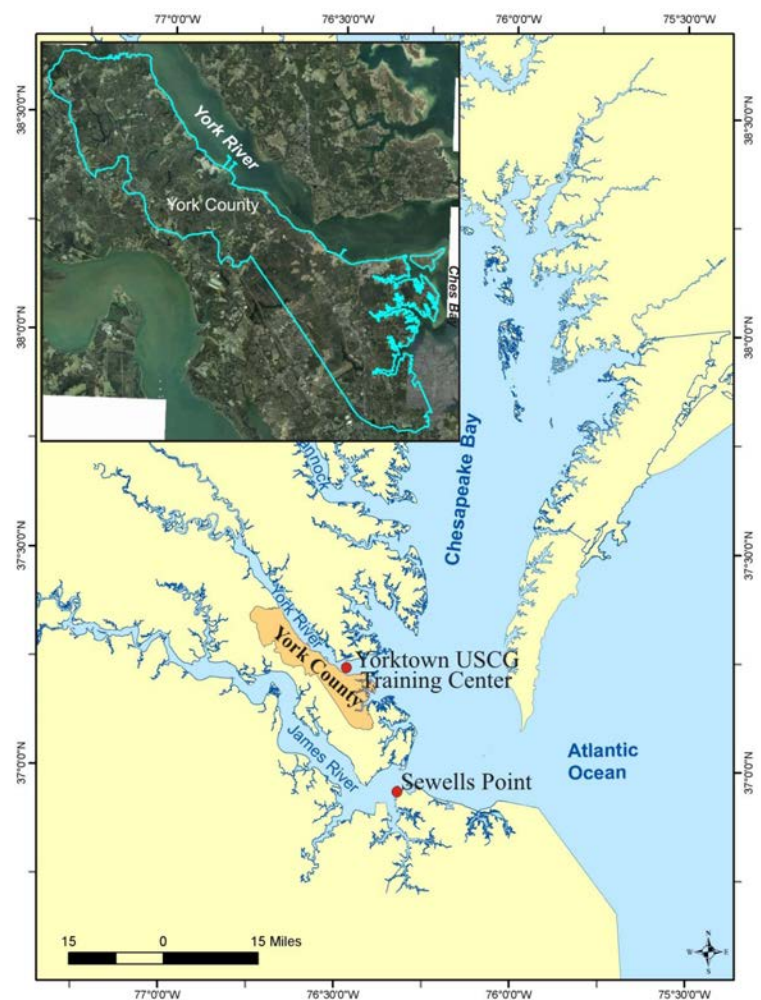 77°0'0"W
76°30'0"W
76°0'0"W
75°30'0"W
38°30'0"N
38°30'0"N
York River
York County
Ches Bay
38°0'0"N
38°0'0"N
Chesapeake Bay
annock
37°30'0"N
37°30'0"N
York River
York County
Yorktown USCG
Training Center
James River
Atlantic
Ocean
37°0'0"N
37°0'0"N
Sewells Point
15
0
15 Miles
N
W
E
S
77°0'0"W
76°30'0"W
76°0'0"W
75°30'0"W